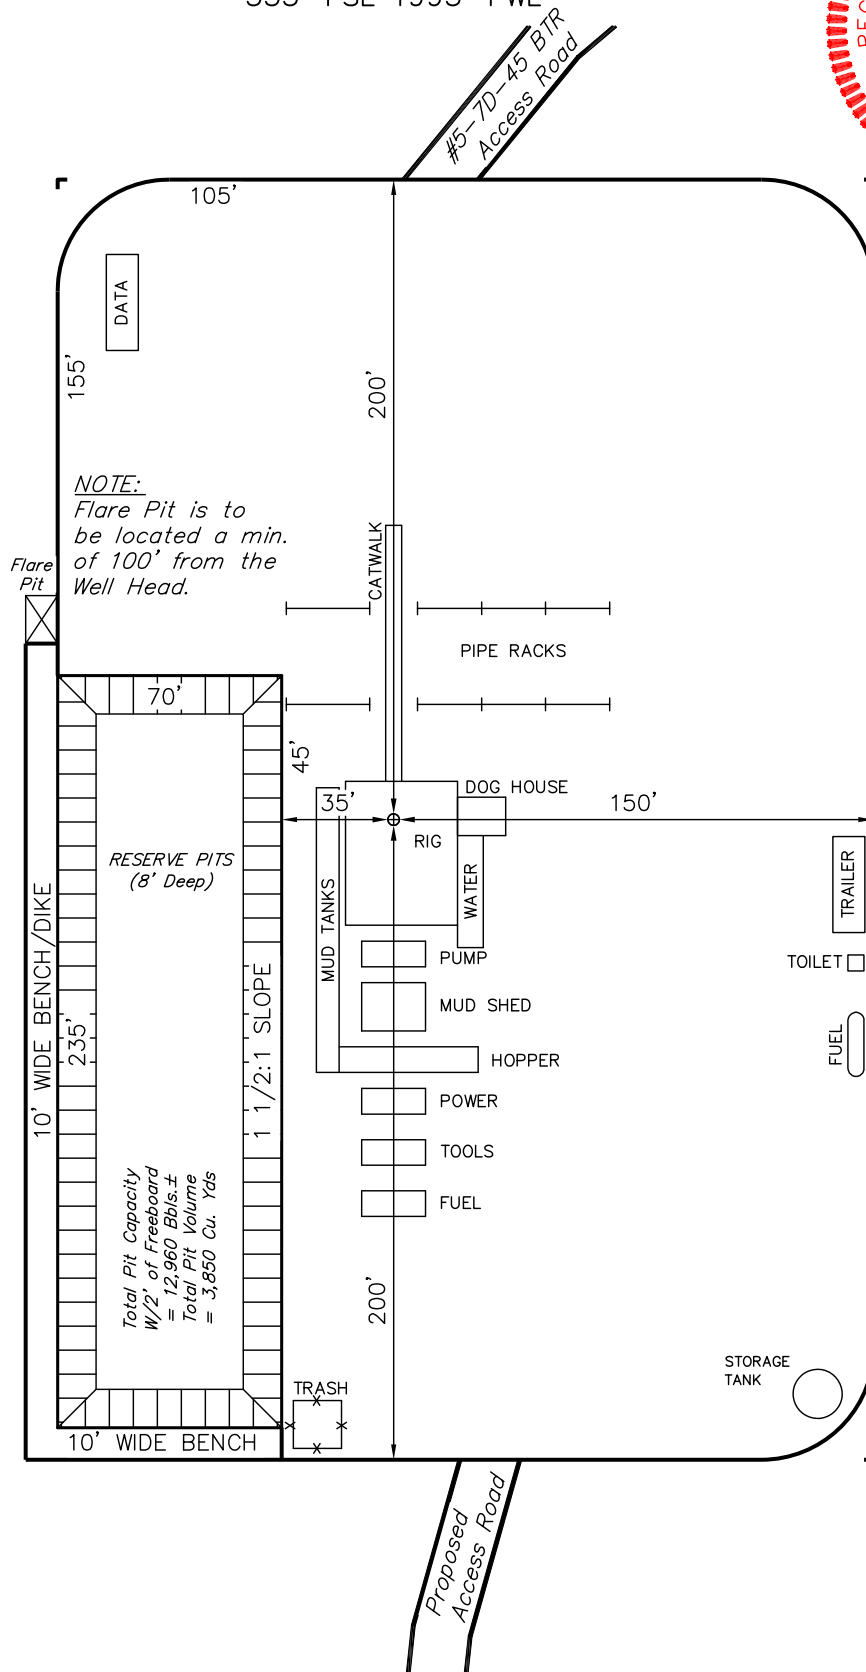 #5-7D-45 BTR
Access Road
105'
DATA
155'
200'
NOTE:
Flare Pit is to
be located a min.
of 100' from the
Well Head.
Flare
Pit
CATWALK
PIPE RACKS
70'
45'
DOG HOUSE
35'
150'
RIG
RESERVE PITS
(8' Deep)
MUD TANKS
WATER
TRAILER
PUMP
TOILET
MUD SHED
10' WIDE BENCH/DIKE
235'
1 1/2:1 SLOPE
FUEL
HOPPER
POWER
TOOLS
FUEL
Total Pit Capacity
W/2' of Freeboard
= 12,960 Bbls.±
Total Pit Volume
= 3,850 Cu. Yds
200'
STORAGE
TANK
TRASH
10' WIDE BENCH
Proposed
Access Road